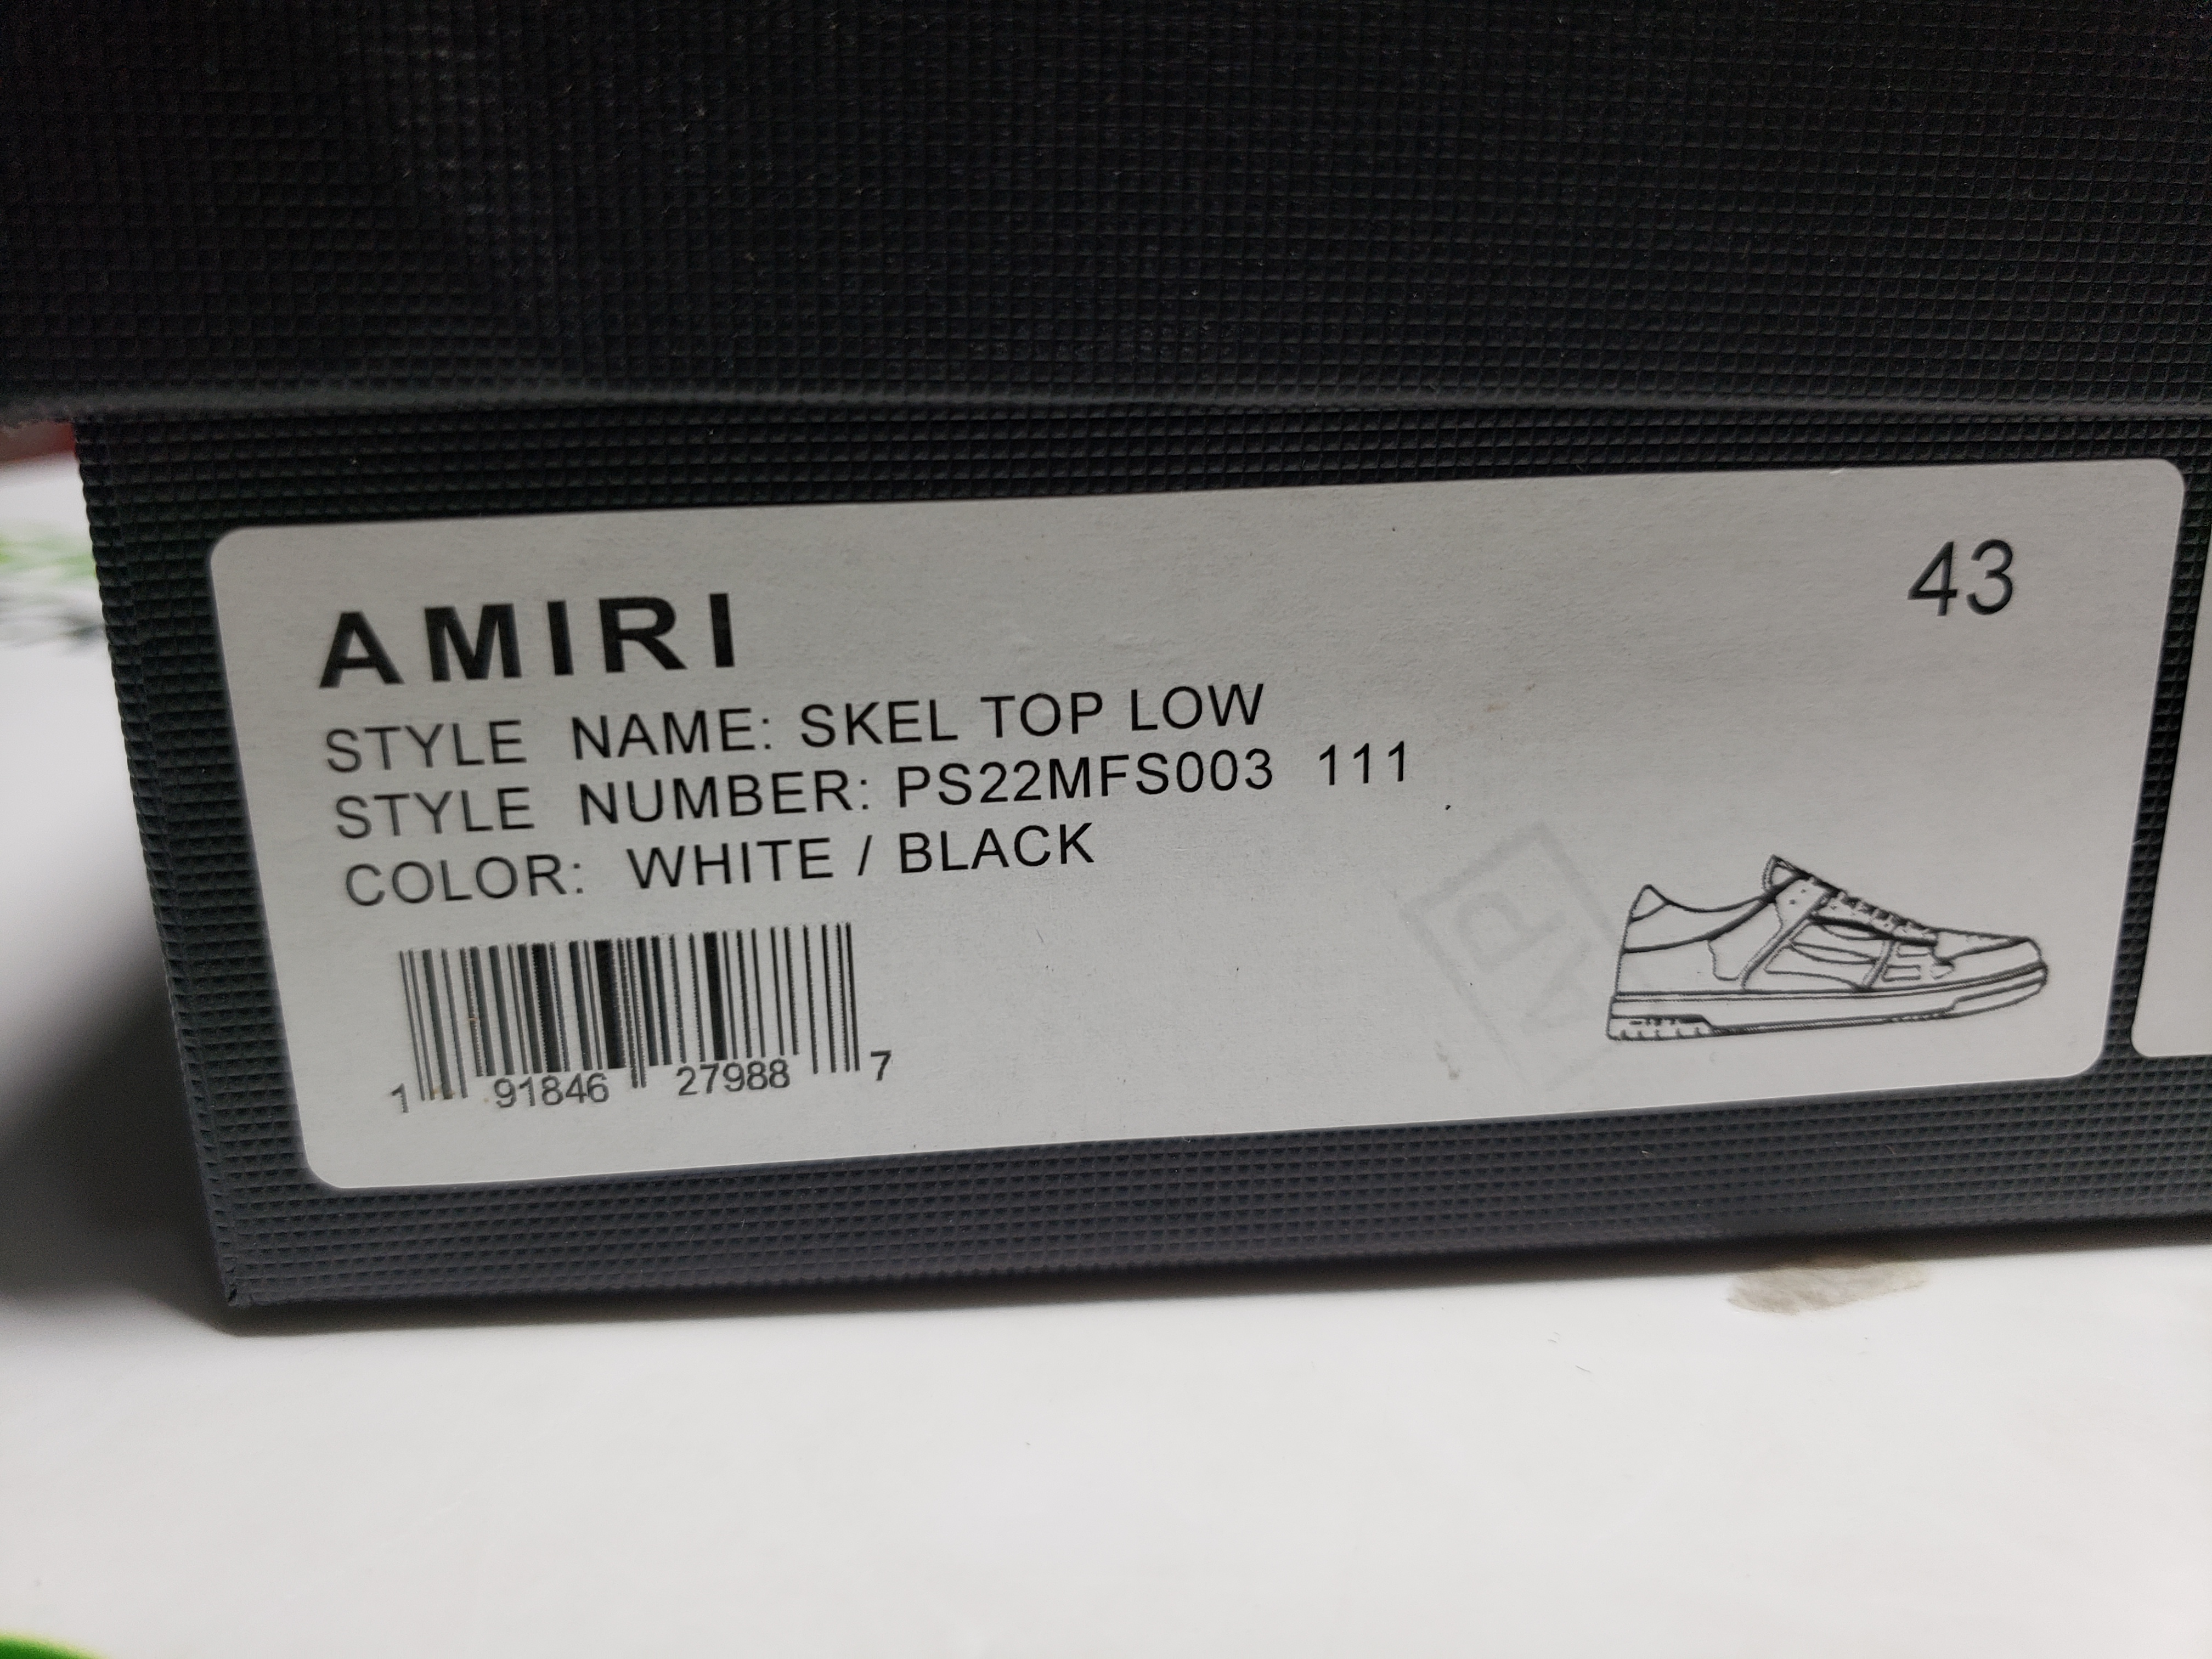 AMIRI
43
STYLE NAME: SKEL TOP LOW
STYLE NUMBER: PS22MFS003 111
COLOR: WHITE / BLACK
1 91846 27988 7